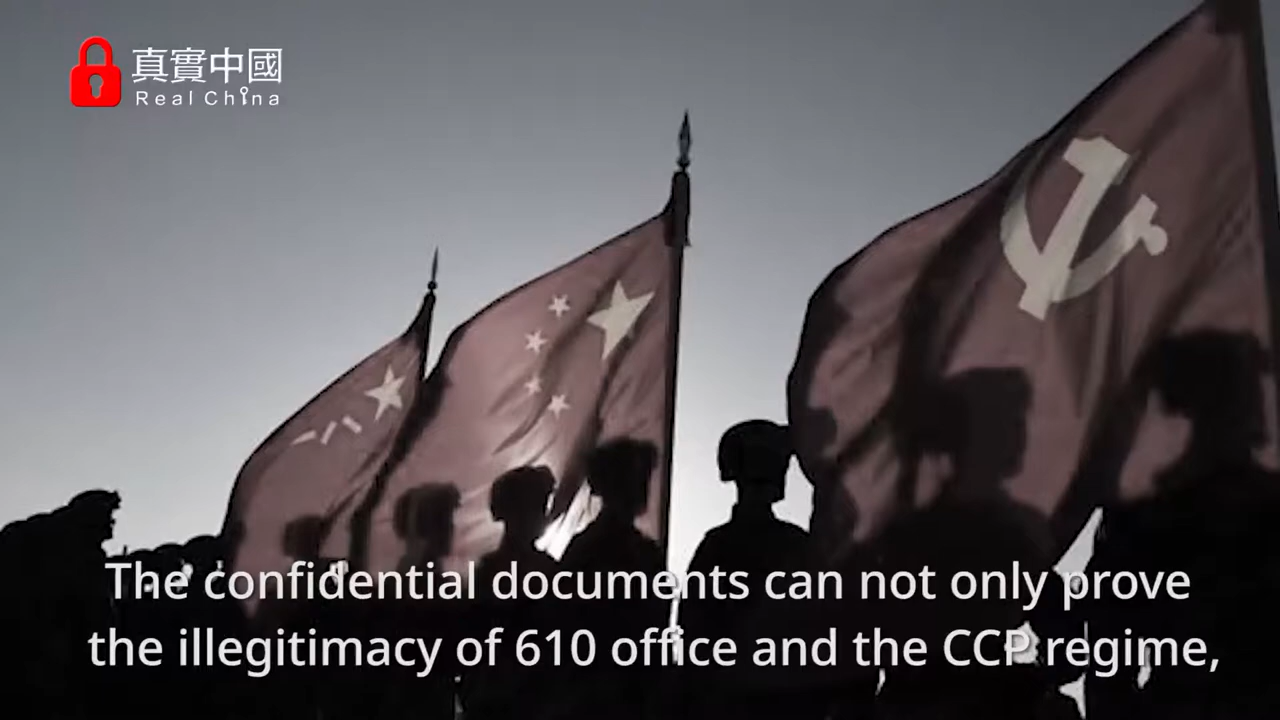 真實中國
Real China
The confidential documents can not only prove
the illegitimacy of 610 office and the CCP regime,